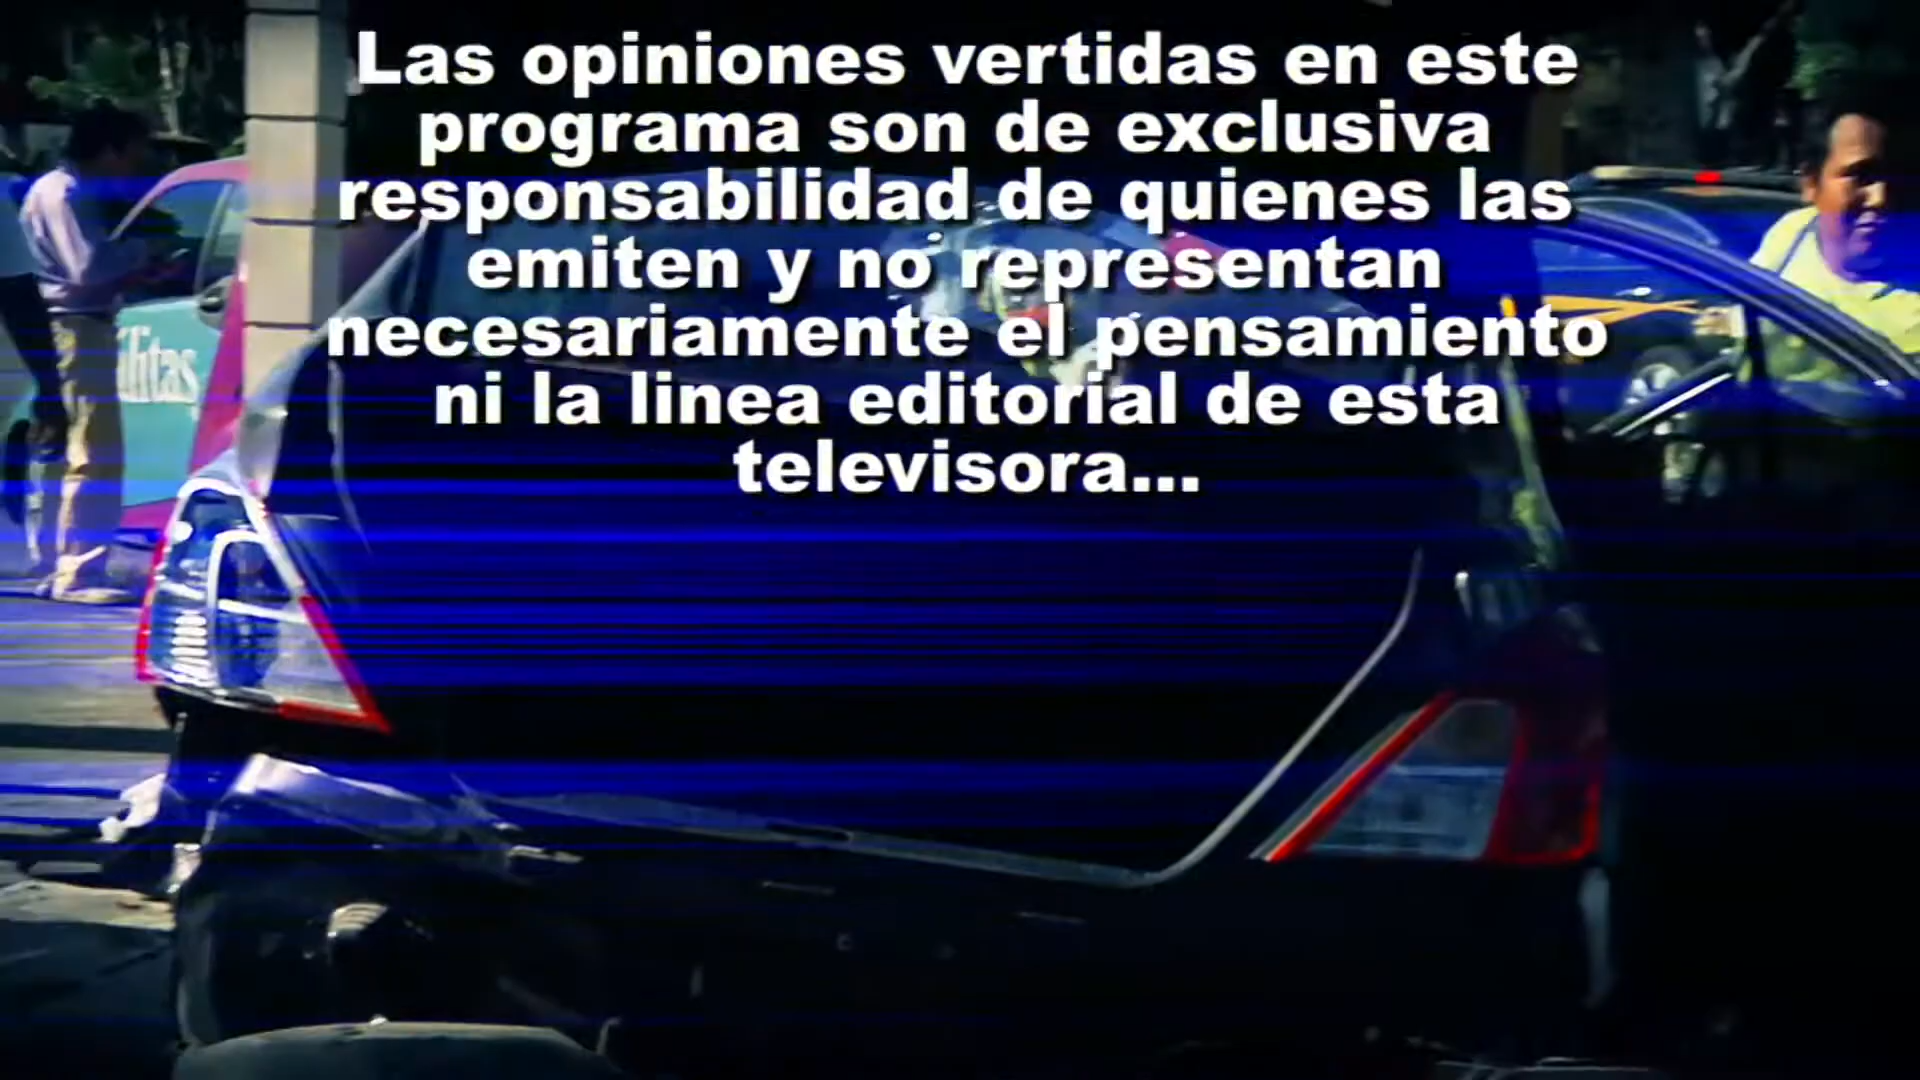 Las opiniones vertidas en este
programa son de exclusiva
responsabilidad de quienes las
emiten y no representan
necesariamente el pensamiento
ni la linea editorial de esta
televisora...